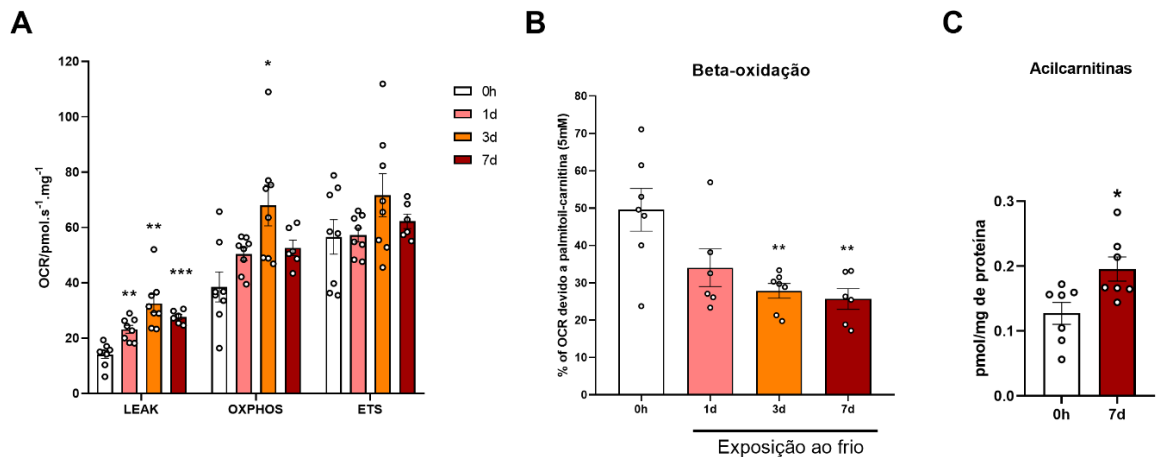 A
OCR/pmol.s⁻¹.mg⁻¹
120
100
80
60
40
20
0
**
**
***
*
LEAK
OXPHOS
ETS
0h
1d
3d
7d
B
Beta-oxidação
% of OCR devido a palmitoil-carnitina (5mM)
80
70
60
50
40
30
20
10
0
**
**
0h
1d
3d
7d
Exposição ao frio
C
Acilcarnitinas
pmol/mg de proteína
0.3
0.2
0.1
0.0
*
0h
7d